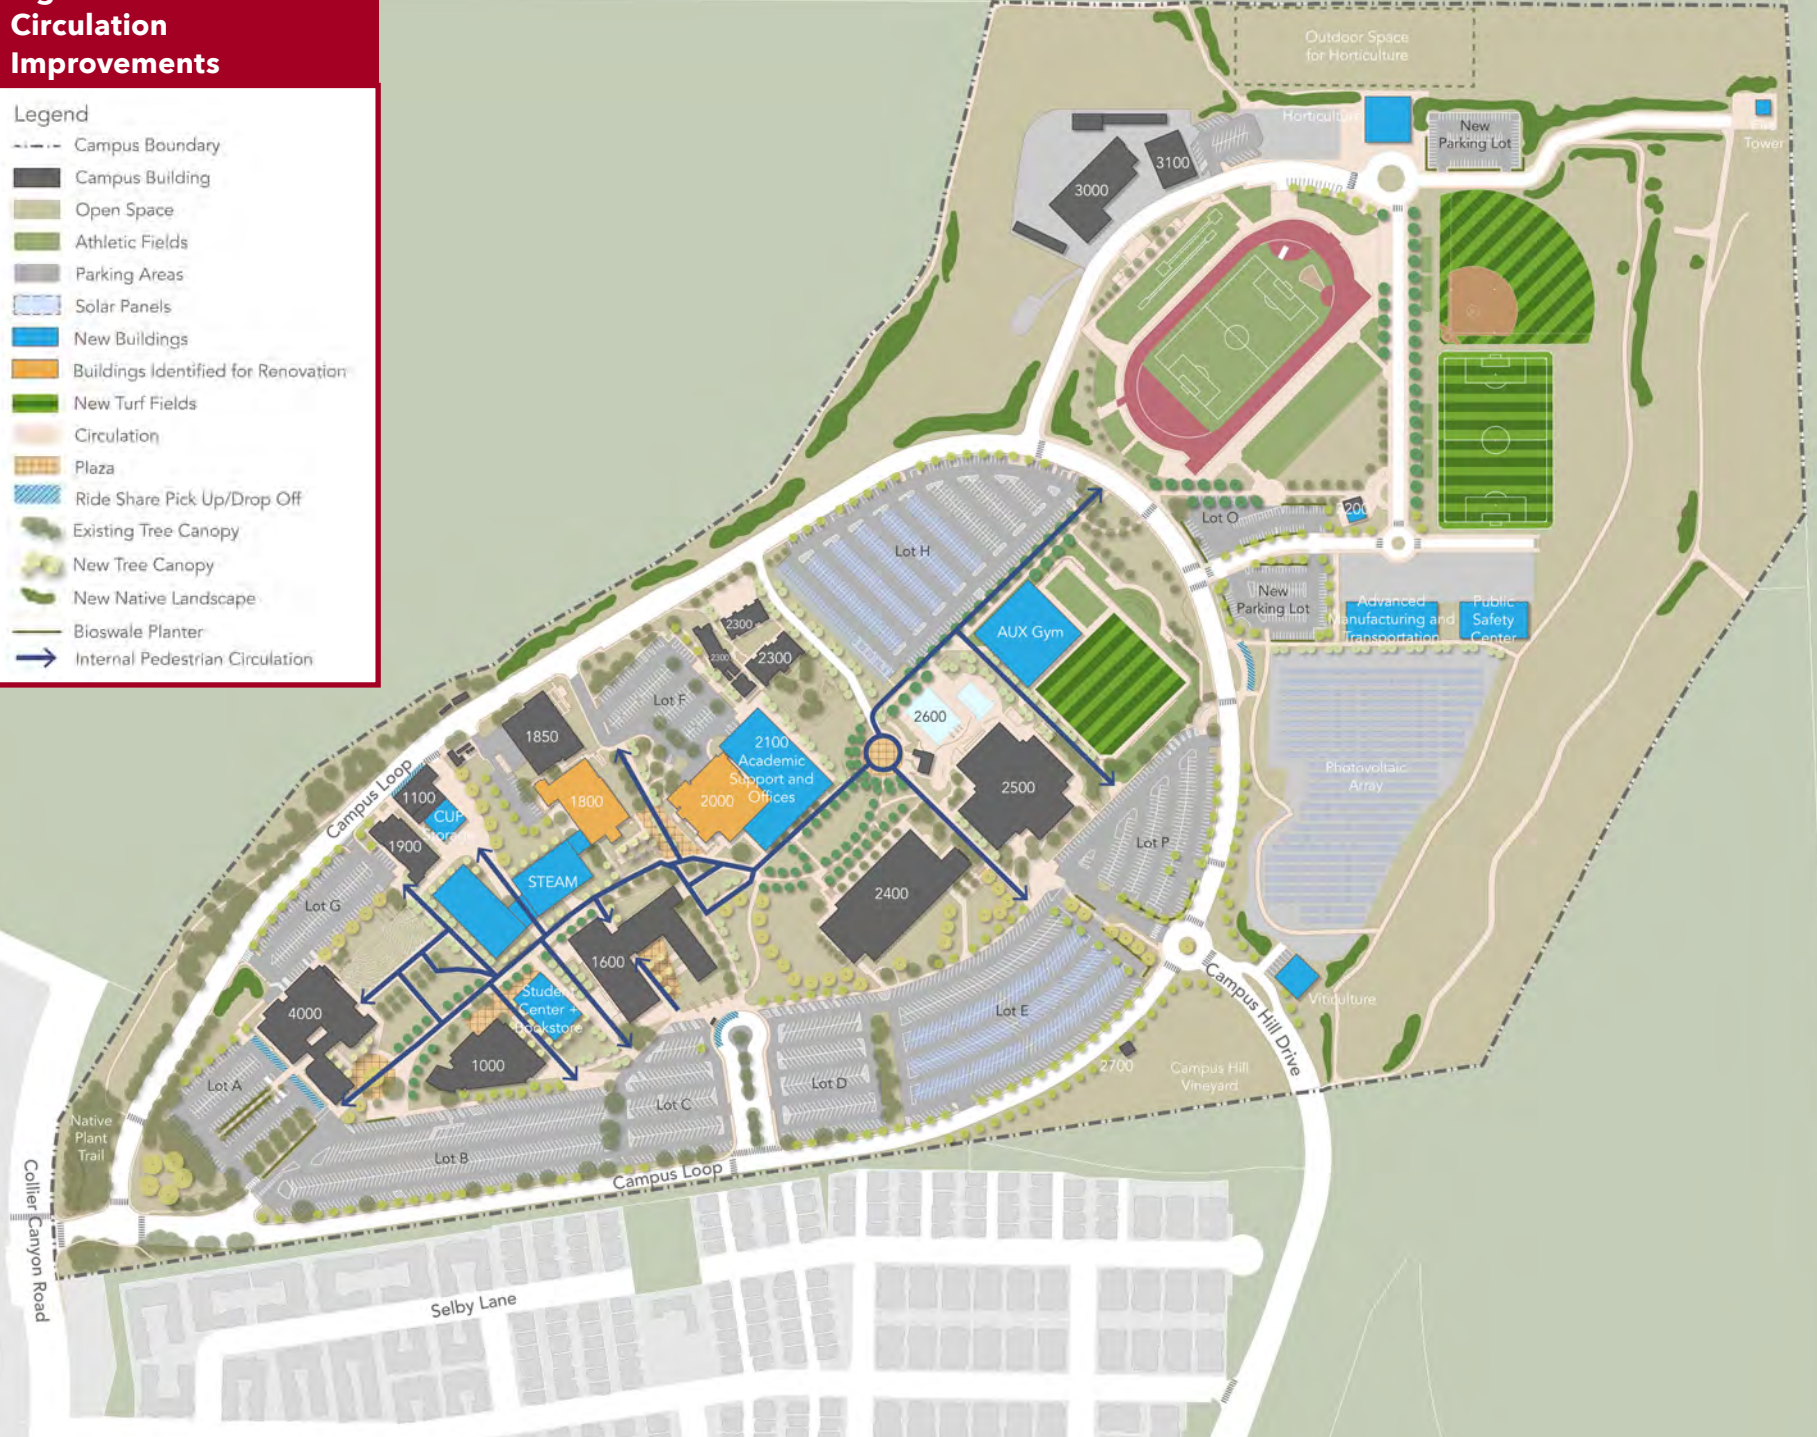 Circulation
Improvements
Legend
Campus Boundary
Campus Building
Open Space
Athletic Fields
Parking Areas
Solar Panels
New Buildings
Buildings Identified for Renovation
New Turf Fields
Circulation
Plaza
Ride Share Pick Up/Drop Off
Existing Tree Canopy
New Tree Canopy
New Native Landscape
Bioswale Planter
Internal Pedestrian Circulation
Outdoor Space
for Horticulture
Horticulture
New
Parking Lot
Tower
3100
3000
Lot O
3200
Lot H
New
Parking Lot
Advanced
Manufacturing and
Transportation
Public
Safety
Center
AUX Gym
2300
2300
2300
Lot F
2600
1850
2100
Academic
Support and
Offices
2500
Photovoltaic
Array
Campus Loop
1100
1800
2000
CUP
Storage
1900
Lot P
STEAM
2400
Lot G
1600
Student
Center +
Bookstore
4000
Lot E
Campus Hill Drive
Viticulture
1000
2700
Campus Hill
Vineyard
Lot A
Lot D
Lot C
Native
Plant
Trail
Lot B
Campus Loop
Collier Canyon Road
Selby Lane